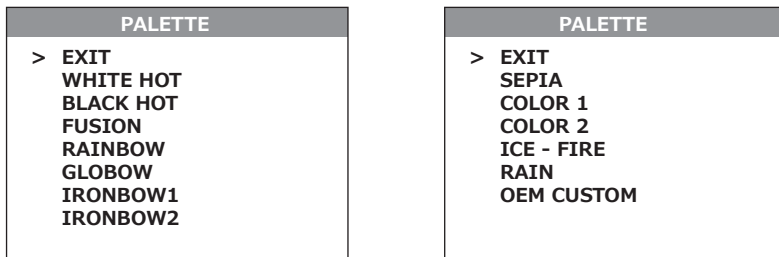 PALETTE
> EXIT
WHITE HOT
BLACK HOT
FUSION
RAINBOW
GLOBOW
IRONBOW1
IRONBOW2
PALETTE
> EXIT
SEPIA
COLOR 1
COLOR 2
ICE - FIRE
RAIN
OEM CUSTOM